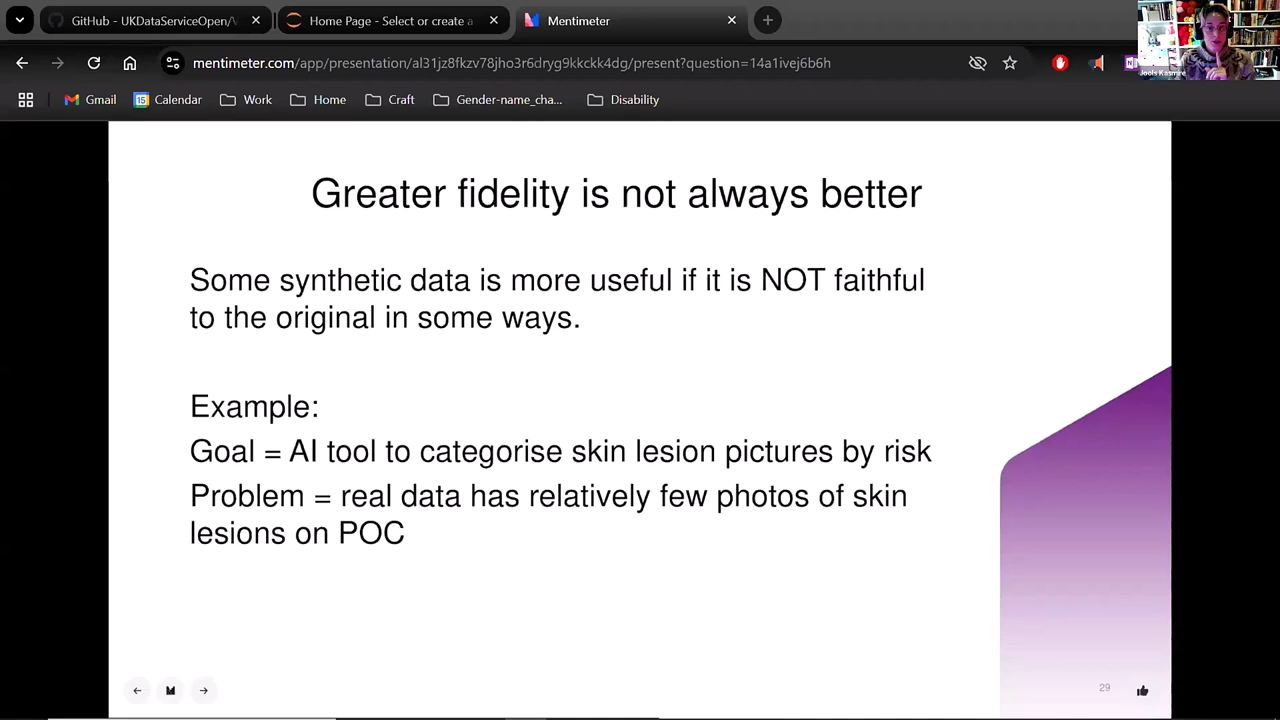 GitHub - UKDataServiceOpen/
Home Page - Select or create a
Mentimeter
mentimeter.com/app/presentation/al31jz8fkzv78jho3r6dryg9kkckk4dg/present?question=14a1ivej6b6h
Gmail
Calendar
Work
Home
Craft
Gender-name_cha...
Disability
Jools Kasmire
Greater fidelity is not always better
Some synthetic data is more useful if it is NOT faithful
to the original in some ways.
Example:
Goal = AI tool to categorise skin lesion pictures by risk
Problem = real data has relatively few photos of skin
lesions on POC
29